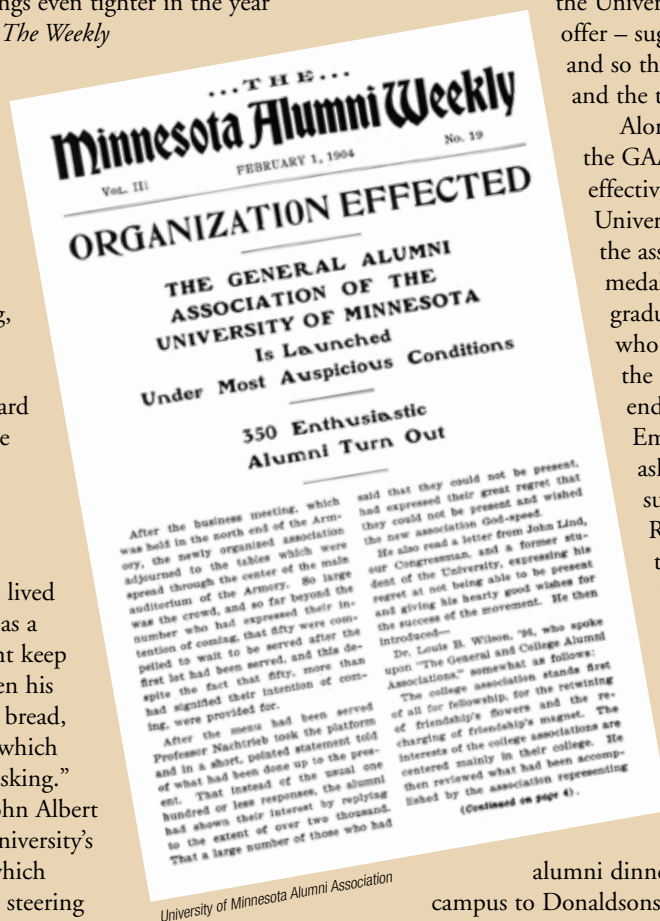 ngs even tighter in the year
The Weekly
g,
ard
e
lived
as a
nt keep
en his
bread,
which
sking.”
ohn Albert
niversity’s
which
steering
...THE...
Minnesota Alumni Weekly
VOL. III
FEBRUARY 1, 1904
No. 19
ORGANIZATION EFFECTED
THE GENERAL ALUMNI
ASSOCIATION OF THE
UNIVERSITY OF MINNESOTA
Is Launched
Under Most Auspicious Conditions
350 Enthusiastic
Alumni Turn Out
After the business meeting, which
was held in the north end of the Arm-
ory, the newly organized association
adjourned to the tables which were
spread through the center of the main
auditorium of the Armory. So large
was the crowd, and so far beyond the
number who had expressed their in-
tention of coming, that fifty were com-
pelled to wait to be served after the
first lot had been served, and this de-
spite the fact that fifty, more than
had signified their intention of com-
ing, were provided for.
After the menu had been served
Professor Nachtrieb took the platform
and in a short, pointed statement told
of what had been done up to the pres-
ent. That instead of the usual one
hundred or less responses, the alumni
had shown their interest by replying
to the extent of over two thousand.
That a large number of those who had
said that they could not be present,
had expressed their great regret that
they could not be present and wished
the new association God-speed.
He also read a letter from John Lind,
our Congressman, and a former stu-
dent of the University, expressing his
regret at not being able to be present
and giving his hearty good wishes for
the success of the movement. He then
introduced—
Dr. Louis B. Wilson, '96, who spoke
upon "The General and College Alumni
Associations," somewhat as follows:
The college association stands first
of all for fellowship, for the retwining
of friendship's flowers and the re-
charging of friendship's magnet. The
interests of the college associations are
centered mainly in their college. He
then reviewed what had been accomp-
lished by the association representing
(Continued on page 4).
University of Minnesota Alumni Association
the Univer
offer – sug
and so th
and the t
Alon
the GAA
effectiv
Univer
the ass
meda
gradu
who
the
end
Em
ask
su
R
t
alumni dinne
campus to Donaldsons